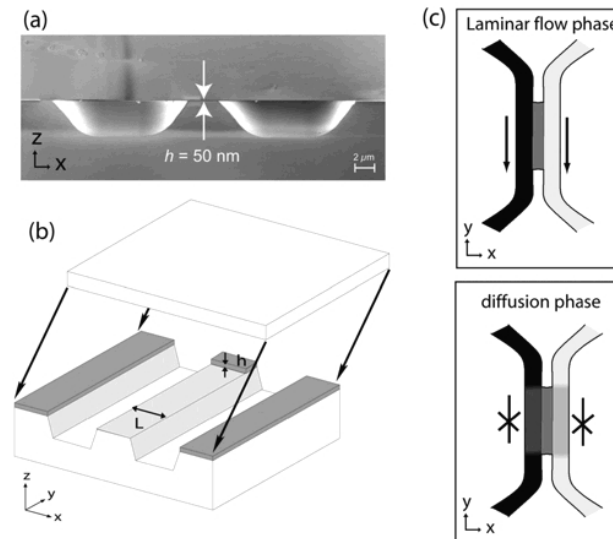 (a)
z
x
h = 50 nm
2 µm
(b)
h
L
z
y
x
(c)
Laminar flow phase
y
x
diffusion phase
y
x